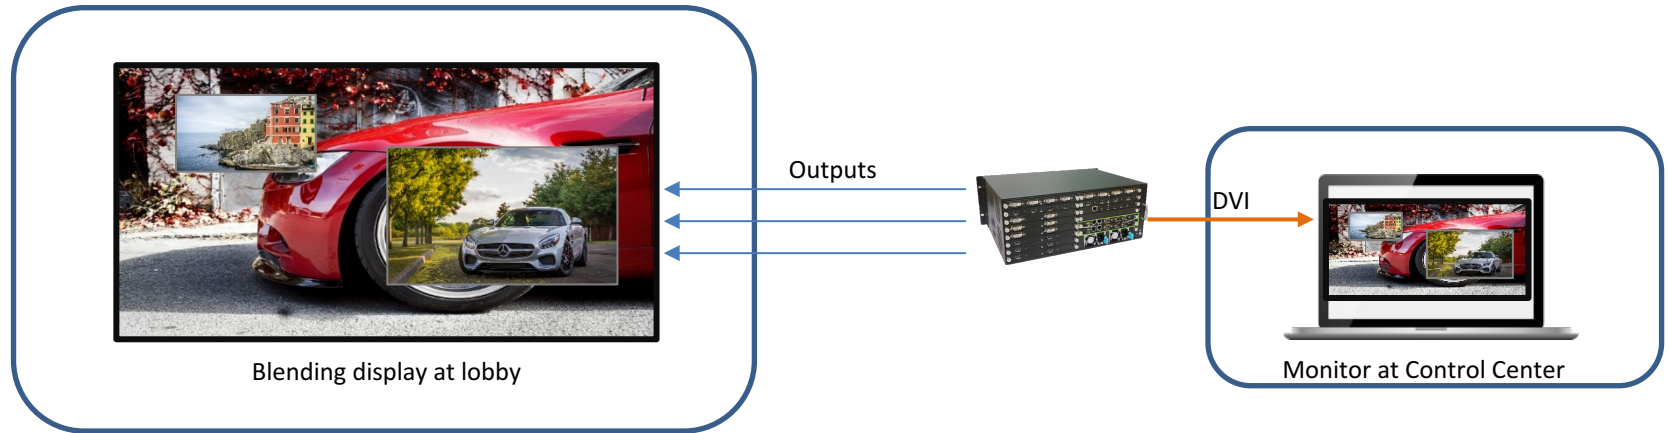 Outputs
DVI
Blending display at lobby
Monitor at Control Center